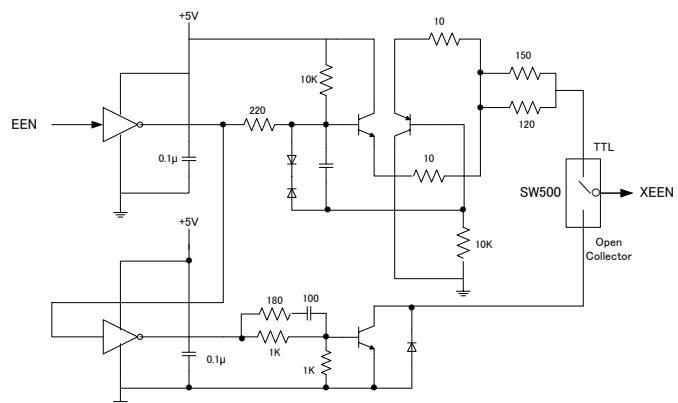 +5V
10
10K
150
EEN
220
120
0.1μ
10
TTL
SW500
XEEN
+5V
10K
Open
Collector
180
100
1K
0.1μ
1K